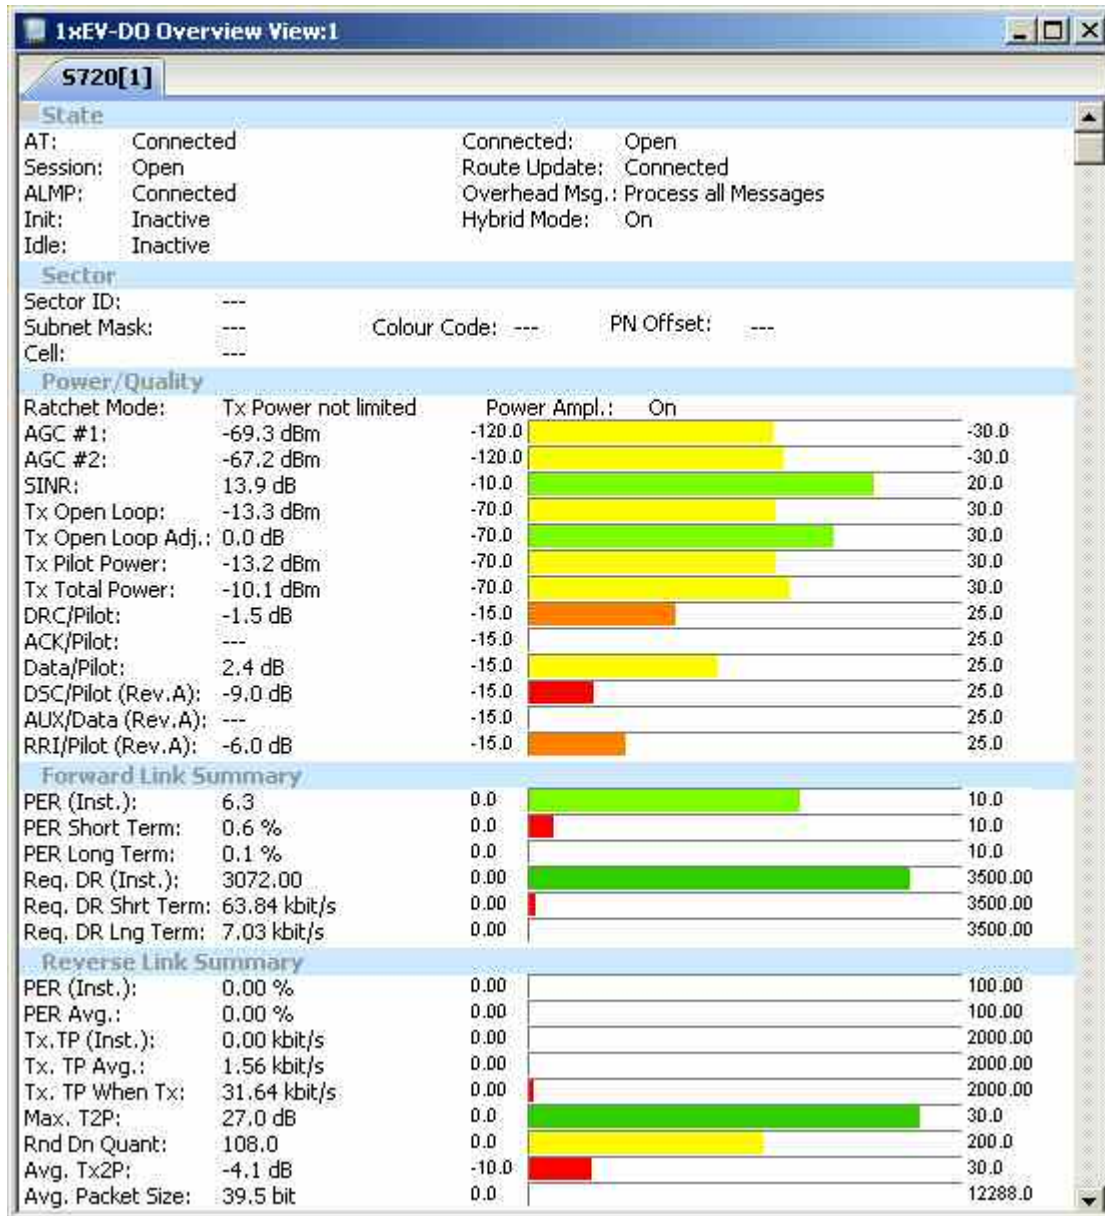 1xEV-DO Overview View:1
S720[1]
State
AT: Connected Connected: Open
Session: Open Route Update: Connected
ALMP: Connected Overhead Msg.: Process all Messages
Init: Inactive Hybrid Mode: On
Idle: Inactive
Sector
Sector ID: ---
Subnet Mask: --- Colour Code: --- PN Offset: ---
Cell: ---
Power/Quality
Ratchet Mode: Tx Power not limited Power Ampl.: On
AGC #1: -69.3 dBm -120.0 -30.0
AGC #2: -67.2 dBm -120.0 -30.0
SINR: 13.9 dB -10.0 20.0
Tx Open Loop: -13.3 dBm -70.0 30.0
Tx Open Loop Adj.: 0.0 dB -70.0 30.0
Tx Pilot Power: -13.2 dBm -70.0 30.0
Tx Total Power: -10.1 dBm -70.0 30.0
DRC/Pilot: -1.5 dB -15.0 25.0
ACK/Pilot: --- -15.0 25.0
Data/Pilot: 2.4 dB -15.0 25.0
DSC/Pilot (Rev.A): -9.0 dB -15.0 25.0
AUX/Data (Rev.A): --- -15.0 25.0
RRI/Pilot (Rev.A): -6.0 dB -15.0 25.0
Forward Link Summary
PER (Inst.): 6.3 0.0 10.0
PER Short Term: 0.6 % 0.0 10.0
PER Long Term: 0.1 % 0.0 10.0
Req. DR (Inst.): 3072.00 0.00 3500.00
Req. DR Shrt Term: 63.84 kbit/s 0.00 3500.00
Req. DR Lng Term: 7.03 kbit/s 0.00 3500.00
Reverse Link Summary
PER (Inst.): 0.00 % 0.00 100.00
PER Avg.: 0.00 % 0.00 100.00
Tx.TP (Inst.): 0.00 kbit/s 0.00 2000.00
Tx. TP Avg.: 1.56 kbit/s 0.00 2000.00
Tx. TP When Tx: 31.64 kbit/s 0.00 2000.00
Max. T2P: 27.0 dB 0.0 30.0
Rnd Dn Quant: 108.0 0.0 200.0
Avg. Tx2P: -4.1 dB -10.0 30.0
Avg. Packet Size: 39.5 bit 0.0 12288.0